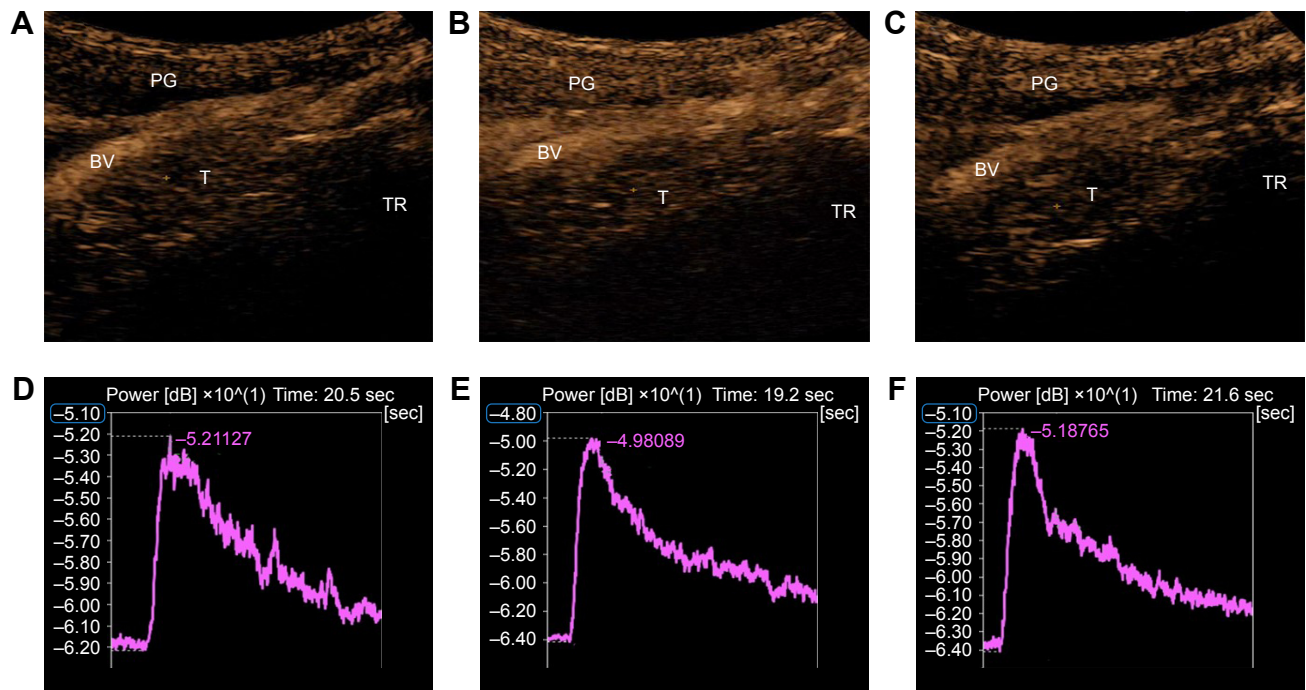 A
PG
BV
T
TR
B
PG
BV
T
TR
C
PG
BV
T
TR
D
Power [dB] ×10^(1) Time: 20.5 sec
[sec]
–5.10
–5.20
–5.30
–5.40
–5.50
–5.60
–5.70
–5.80
–5.90
–6.00
–6.10
–6.20
–5.21127
E
Power [dB] ×10^(1) Time: 19.2 sec
[sec]
–4.80
–5.00
–5.20
–5.40
–5.60
–5.80
–6.00
–6.20
–6.40
–4.98089
F
Power [dB] ×10^(1) Time: 21.6 sec
[sec]
–5.10
–5.20
–5.30
–5.40
–5.50
–5.60
–5.70
–5.80
–5.90
–6.00
–6.10
–6.20
–6.30
–6.40
–5.18765